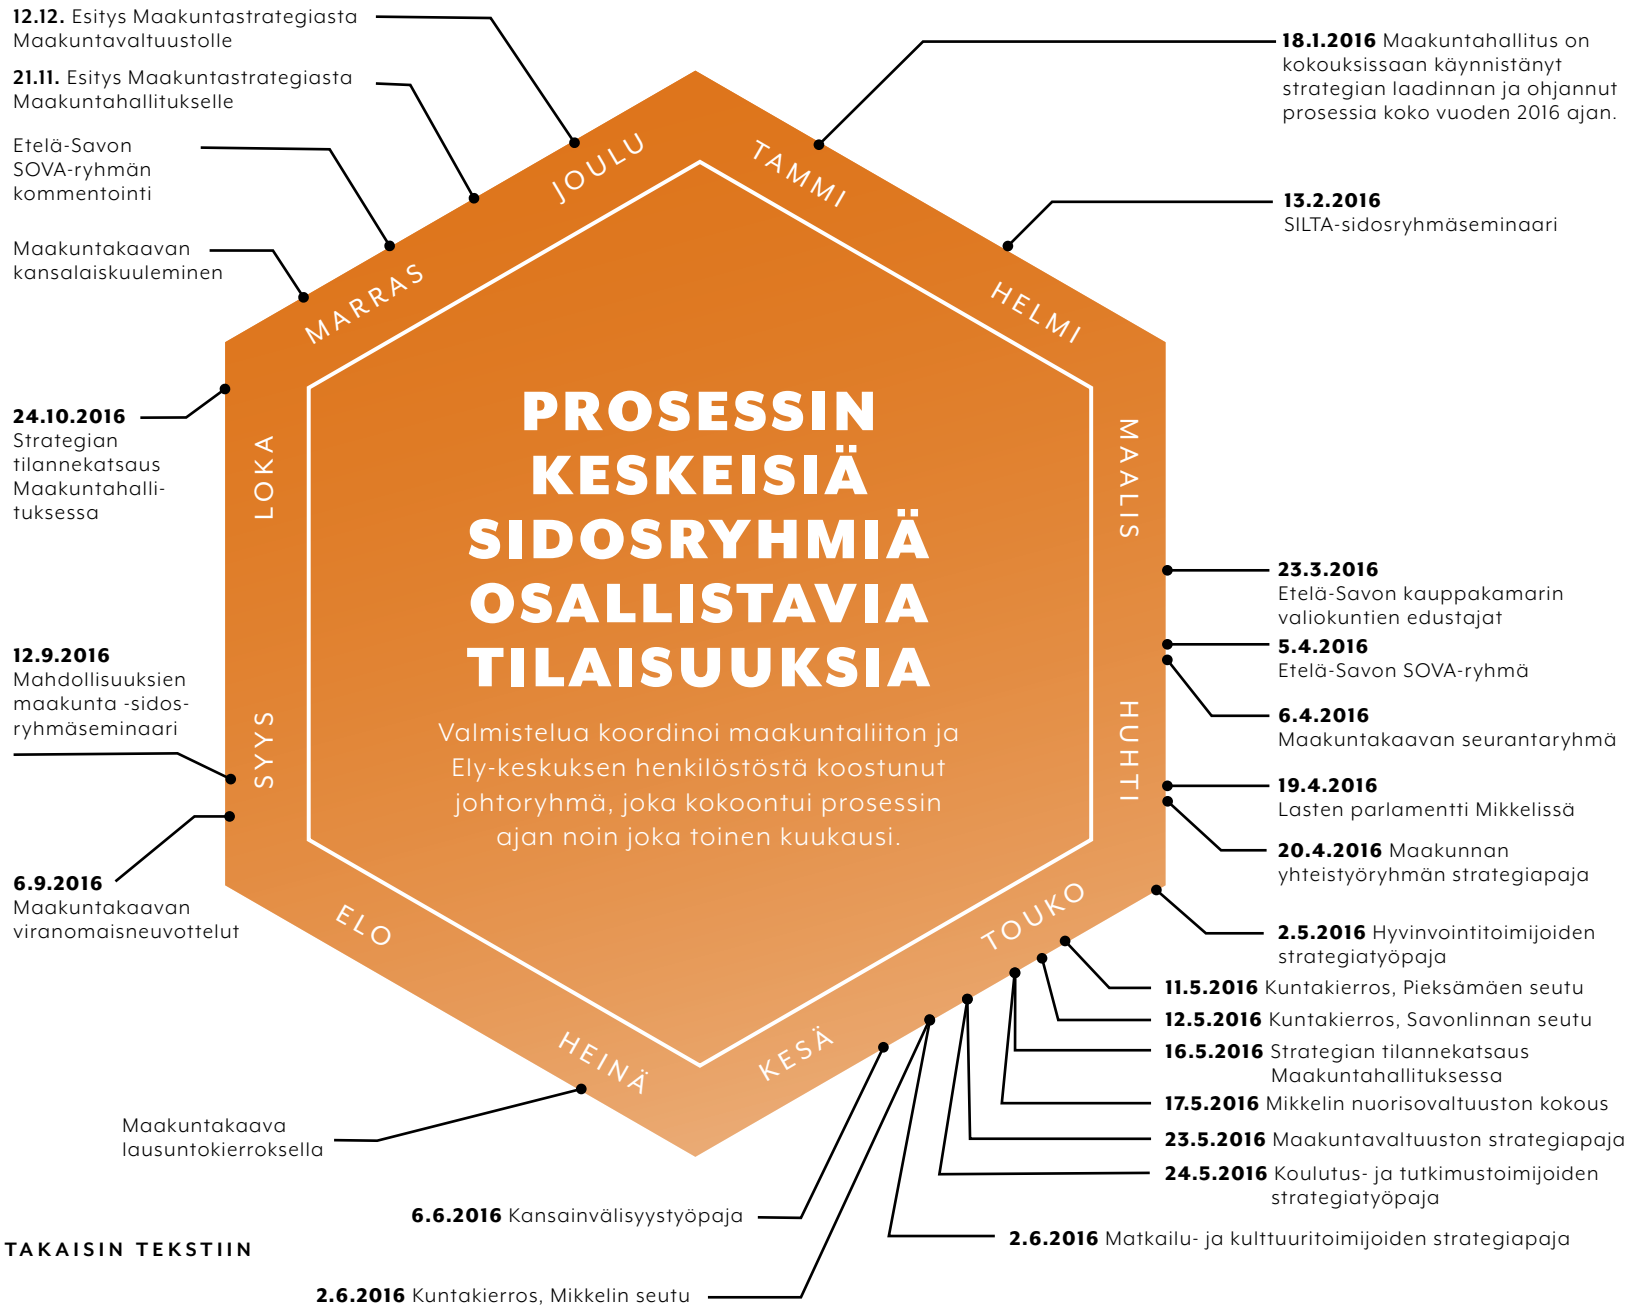 12.12. Esitys Maakuntastrategiasta
Maakuntavaltuustolle
21.11. Esitys Maakuntastrategiasta
Maakuntahallitukselle
Etelä-Savon
SOVA-ryhmän
kommentointi
Maakuntakaavan
kansalaiskuuleminen
24.10.2016
Strategian
tilannekatsaus
Maakuntahalli-
tuksessa
12.9.2016
Mahdollisuuksien
maakunta -sidos-
ryhmäseminaari
6.9.2016
Maakuntakaavan
viranomaisneuvottelut
Maakuntakaava
lausuntokierroksella
JOULU
TAMMI
HELMI
MAALIS
HUHTI
TOUKO
KESÄ
HEINÄ
ELO
SYYS
LOKA
MARRAS
PROSESSIN
KESKEISIÄ
SIDOSRYHMIÄ
OSALLISTAVIA
TILAISUUKSIA
Valmistelua koordinoi maakuntaliiton ja
Ely-keskuksen henkilöstöstä koostunut
johtoryhmä, joka kokoontui prosessin
ajan noin joka toinen kuukausi.
18.1.2016 Maakuntahallitus on
kokouksissaan käynnistänyt
strategian laadinnan ja ohjannut
prosessia koko vuoden 2016 ajan.
13.2.2016
SILTA-sidosryhmäseminaari
23.3.2016
Etelä-Savon kauppakamarin
valiokuntien edustajat
5.4.2016
Etelä-Savon SOVA-ryhmä
6.4.2016
Maakuntakaavan seurantaryhmä
19.4.2016
Lasten parlamentti Mikkelissä
20.4.2016 Maakunnan
yhteistyöryhmän strategiapaja
2.5.2016 Hyvinvointitoimijoiden
strategiatyöpaja
11.5.2016 Kuntakierros, Pieksämäen seutu
12.5.2016 Kuntakierros, Savonlinnan seutu
16.5.2016 Strategian tilannekatsaus
Maakuntahallituksessa
17.5.2016 Mikkelin nuorisovaltuuston kokous
23.5.2016 Maakuntavaltuuston strategiapaja
24.5.2016 Koulutus- ja tutkimustoimijoiden
strategiatyöpaja
2.6.2016 Matkailu- ja kulttuuritoimijoiden strategiapaja
6.6.2016 Kansainvälisyystyöpaja
2.6.2016 Kuntakierros, Mikkelin seutu
TAKAISIN TEKSTIIN